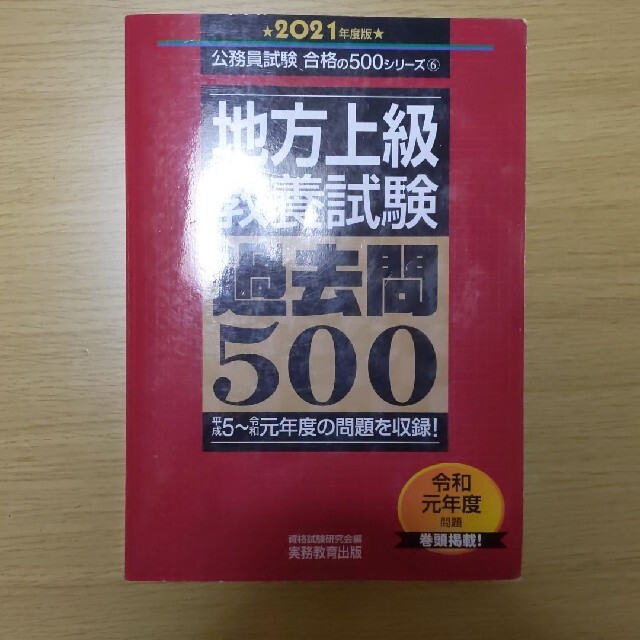 ★2021年度版★
公務員試験 合格の500シリーズ⑥
地方上級
教養試験
過去問
500
平成5～令和元年度の問題を収録!
令和
元年度
問題
巻頭掲載!
資格試験研究会編
実務教育出版